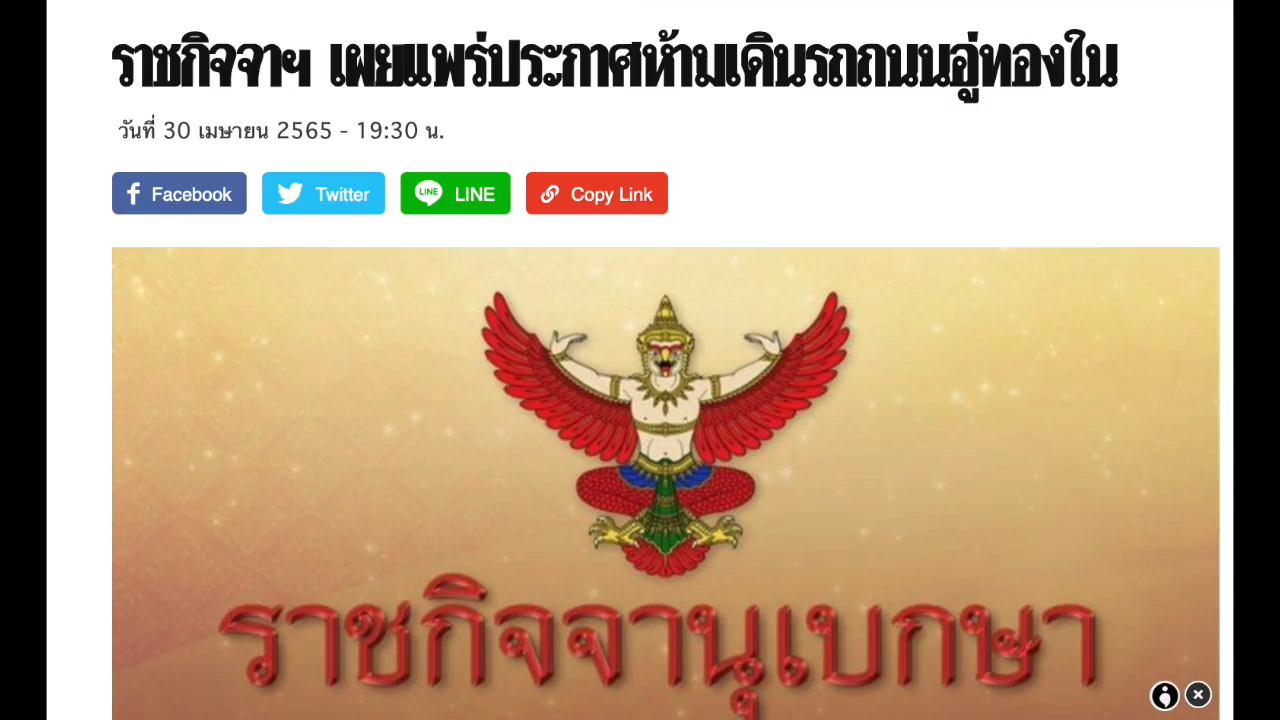 ราชกิจจาฯ เผยแพร่ประกาศห้ามเดินรถถนนอู่ทองใน
วันที่ 30 เมษายน 2565 - 19:30 น.
Facebook Twitter LINE LINE Copy Link
ราชกิจจานุเบกษา